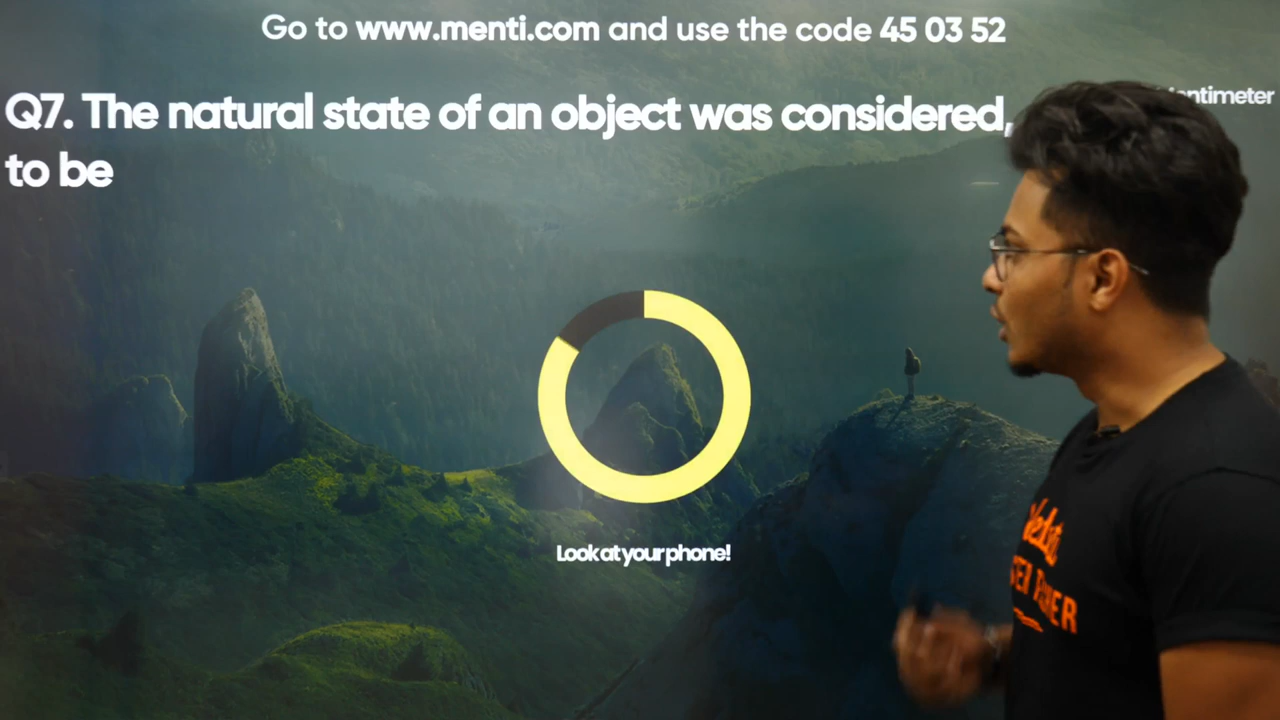 Go to www.menti.com and use the code 45 03 52
Q7. The natural state of an object was considered,
to be
Look at your phone!